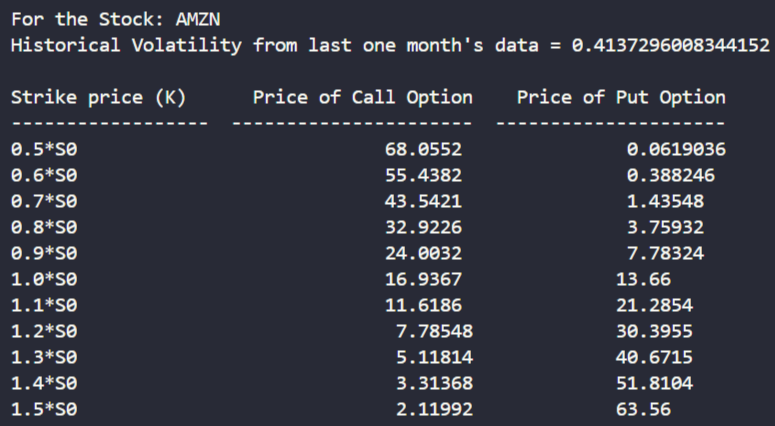 For the Stock: AMZN
Historical Volatility from last one month's data = 0.4137296008344152
Strike price (K) Price of Call Option Price of Put Option
------------------ ---------------------- ---------------------
0.5*S0 68.0552 0.0619036
0.6*S0 55.4382 0.388246
0.7*S0 43.5421 1.43548
0.8*S0 32.9226 3.75932
0.9*S0 24.0032 7.78324
1.0*S0 16.9367 13.66
1.1*S0 11.6186 21.2854
1.2*S0 7.78548 30.3955
1.3*S0 5.11814 40.6715
1.4*S0 3.31368 51.8104
1.5*S0 2.11992 63.56